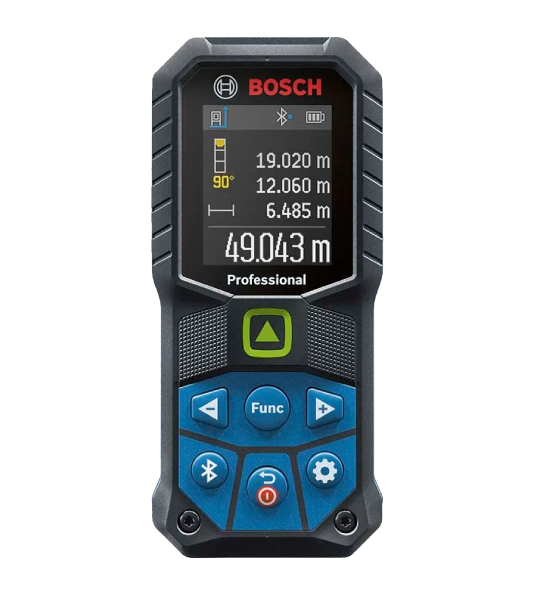 BOSCH
19.020 m
90° 12.060 m
6.485 m
49.043 m
Professional
Func